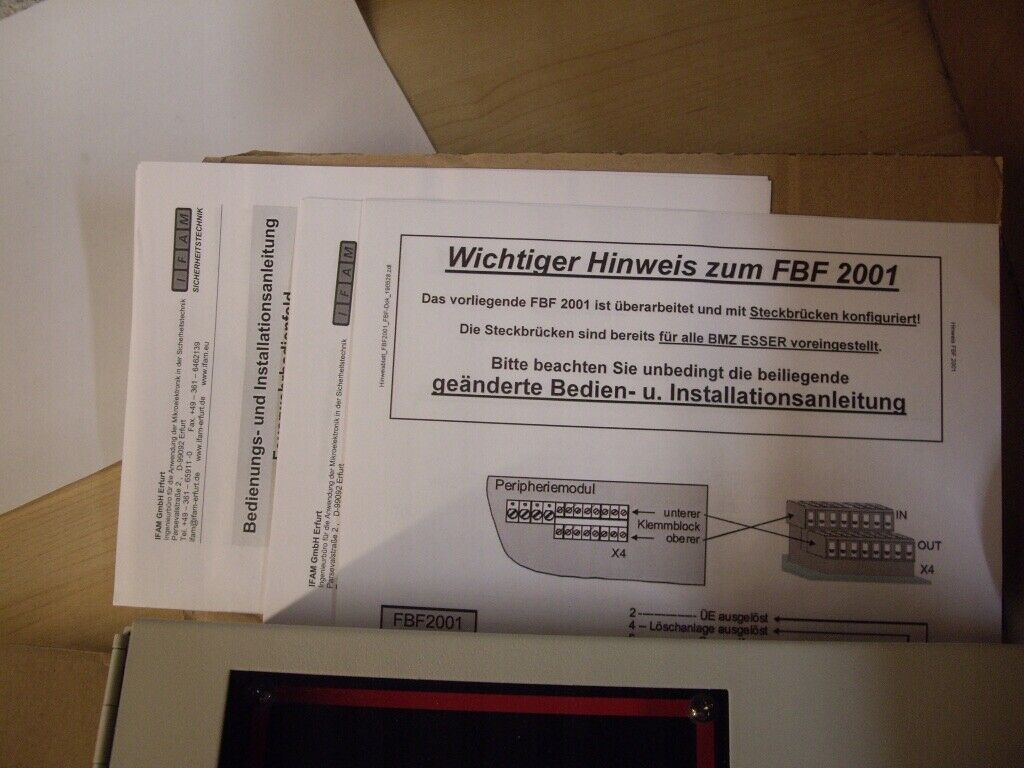 Wichtiger Hinweis zum FBF 2001
Das vorliegende FBF 2001 ist überarbeitet und mit Steckbrücken konfiguriert!
Die Steckbrücken sind bereits für alle BMZ ESSER voreingestellt.
Bitte beachten Sie unbedingt die beiliegende
geänderte Bedien- u. Installationsanleitung
Hinweis FBF 2001
Peripheriemodul
unterer
Klemmblock
oberer
X4
IN
OUT
X4
FBF2001
2 ÜE ausgelöst
4 – Löschanlage ausgelöst
IFAM
SICHERHEITSTECHNIK
IFAM GmbH Erfurt
Ingenieurbüro für die Anwendung der Mikroelektronik in der Sicherheitstechnik
Parsevalstraße 2, D-99092 Erfurt
Tel. +49 – 361 – 65911 -0 Fax. +49 – 361 – 6462139
ifam@ifam-erfurt.de www.ifam-erfurt.de www.ifam.eu
Bedienungs- und Installationsanleitung
IFAM
IFAM GmbH Erfurt
Ingenieurbüro für die Anwendung der Mikroelektronik in der Sicherheitstechnik
Parsevalstraße 2, D-99092 Erfurt